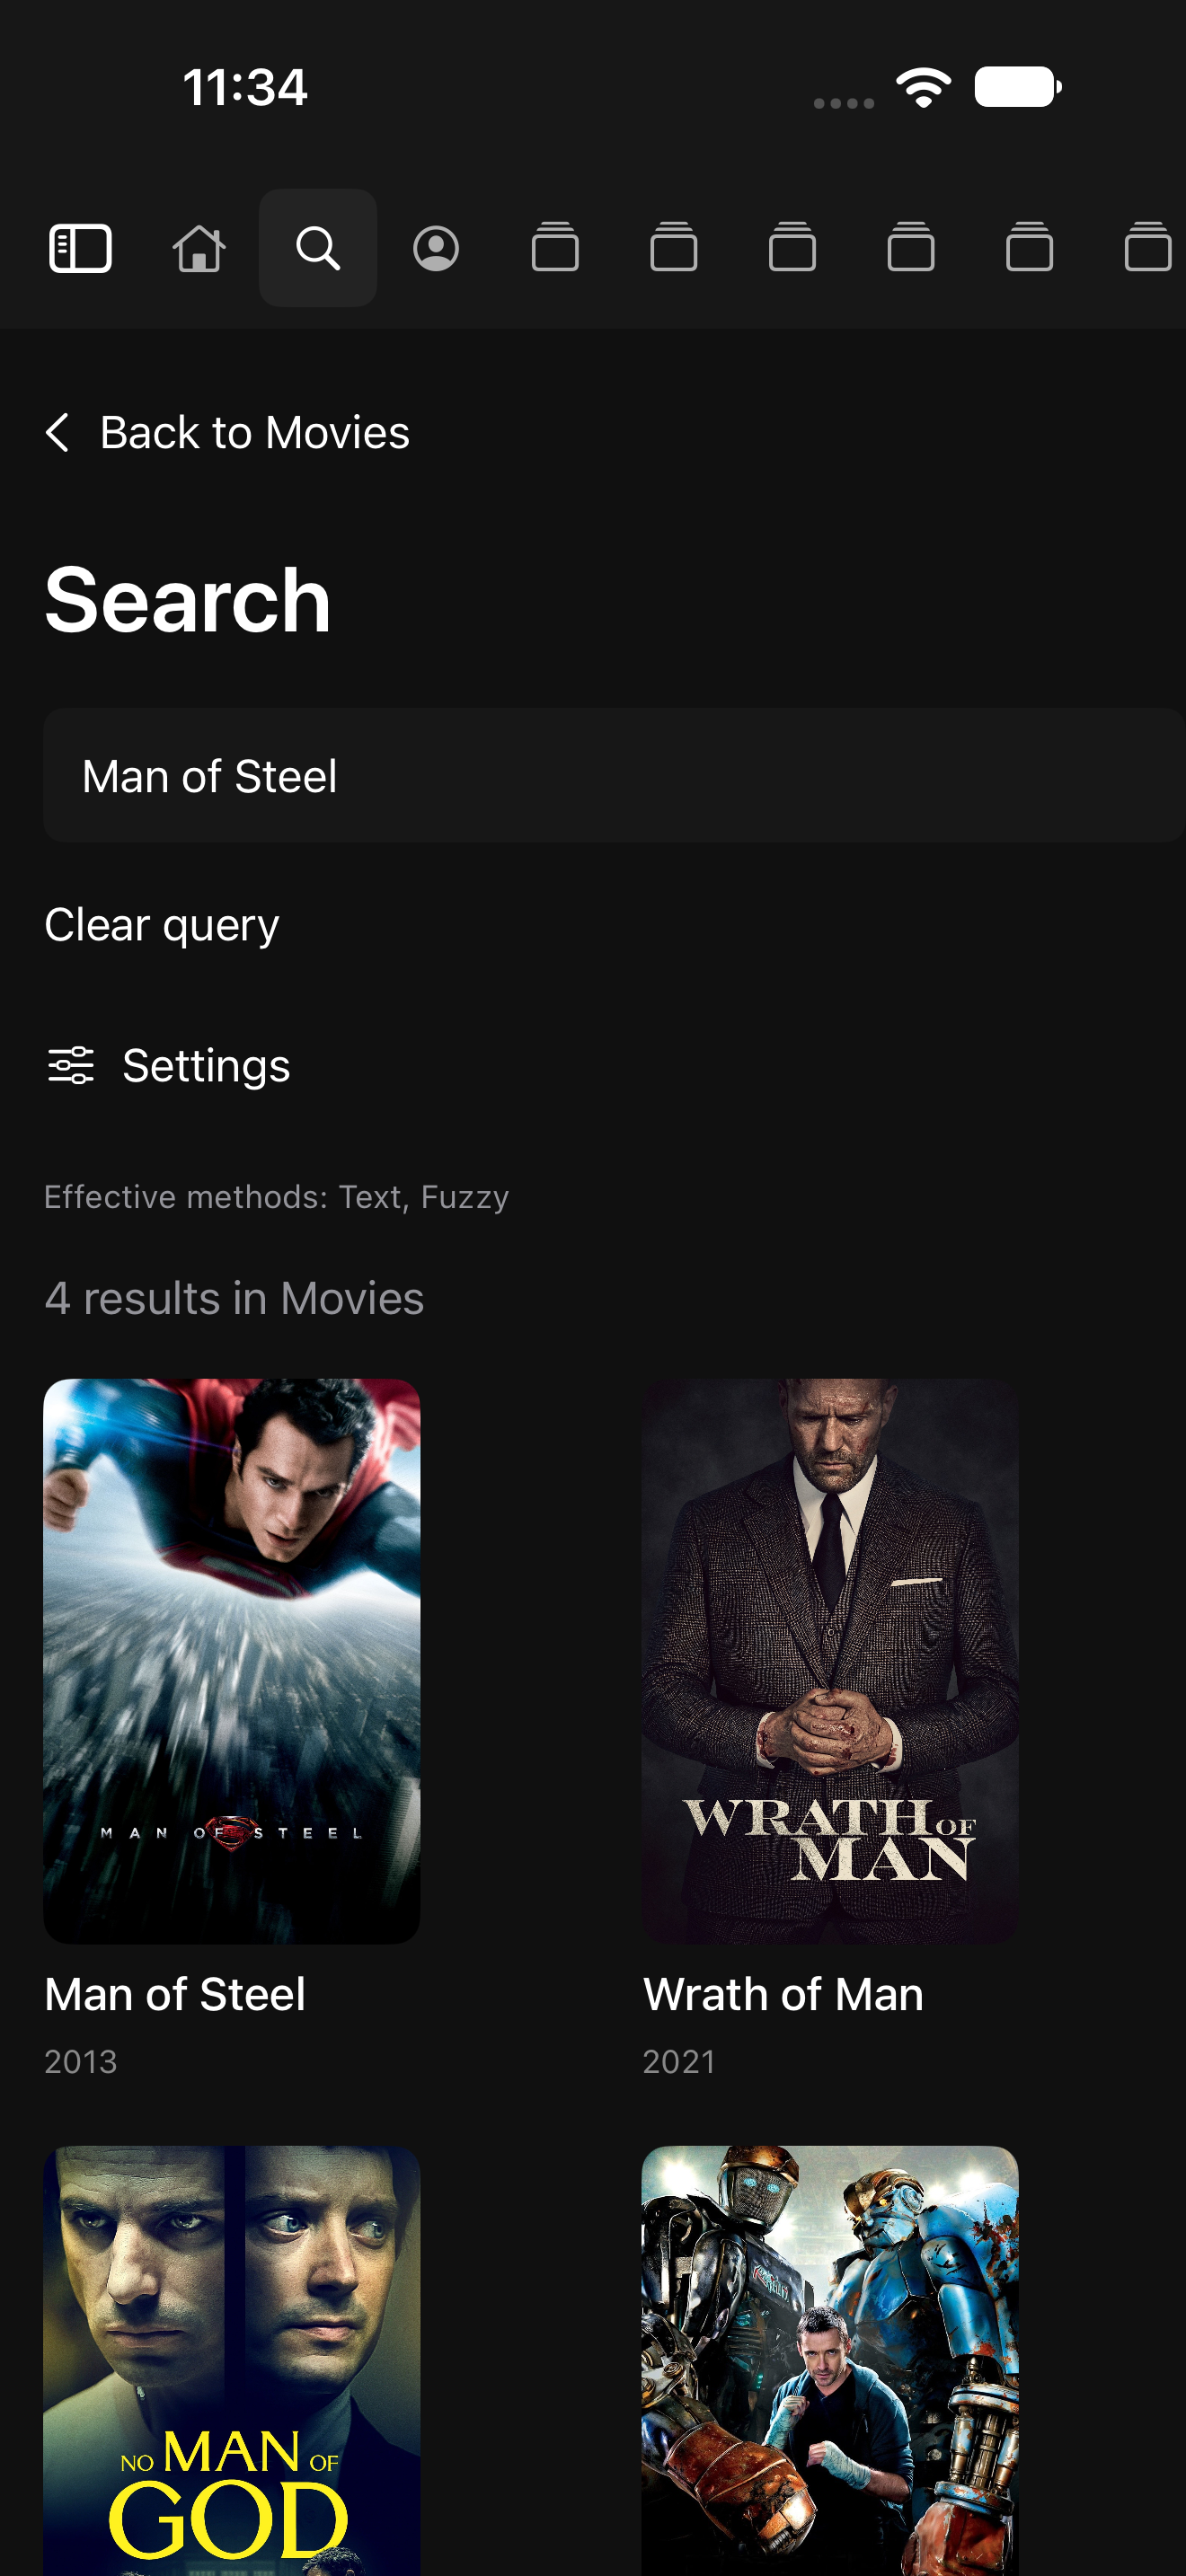 11:34
Back to Movies
Search
Man of Steel
Clear query
Settings
Effective methods: Text, Fuzzy
4 results in Movies
MAN OF STEEL
WRATH OF
MAN
Man of Steel
2013
Wrath of Man
2021
NO MAN OF
GOD